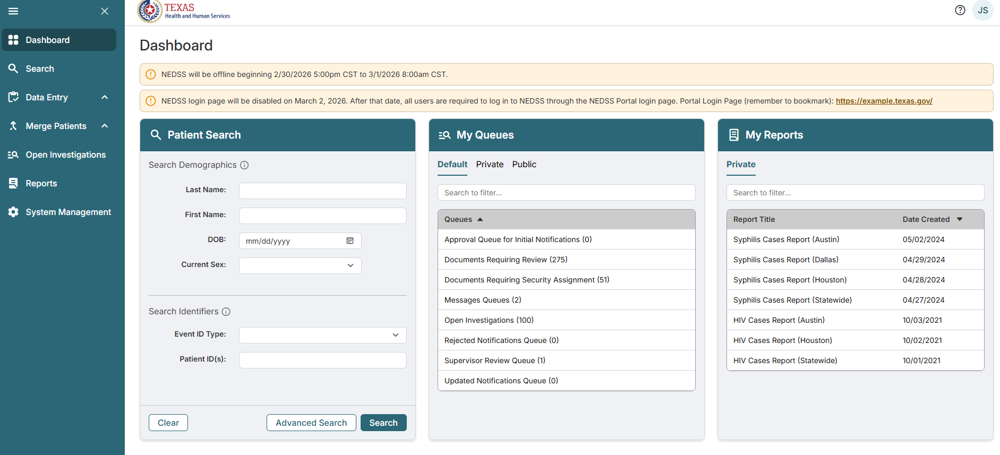 TEXAS
Health and Human Services
JS
Dashboard
Search
Data Entry
Merge Patients
Open Investigations
Reports
System Management
Dashboard
NEDSS will be offline beginning 2/30/2026 5:00pm CST to 3/1/2026 8:00am CST.
NEDSS login page will be disabled on March 2, 2026. After that date, all users are required to log in to NEDSS through the NEDSS Portal login page. Portal Login Page (remember to bookmark): https://example.texas.gov/
Patient Search
Search Demographics
Last Name:
First Name:
DOB:
mm/dd/yyyy
Current Sex:
Search Identifiers
Event ID Type:
Patient ID(s):
Clear
Advanced Search
Search
My Queues
Default Private Public
Search to filter...
Queues
Approval Queue for Initial Notifications (0)
Documents Requiring Review (275)
Documents Requiring Security Assignment (51)
Messages Queues (2)
Open Investigations (100)
Rejected Notifications Queue (0)
Supervisor Review Queue (1)
Updated Notifications Queue (0)
My Reports
Private
Search to filter...
Report Title Date Created
Syphilis Cases Report (Austin) 05/02/2024
Syphilis Cases Report (Dallas) 04/29/2024
Syphilis Cases Report (Houston) 04/28/2024
Syphilis Cases Report (Statewide) 04/27/2024
HIV Cases Report (Austin) 10/03/2021
HIV Cases Report (Houston) 10/02/2021
HIV Cases Report (Statewide) 10/01/2021